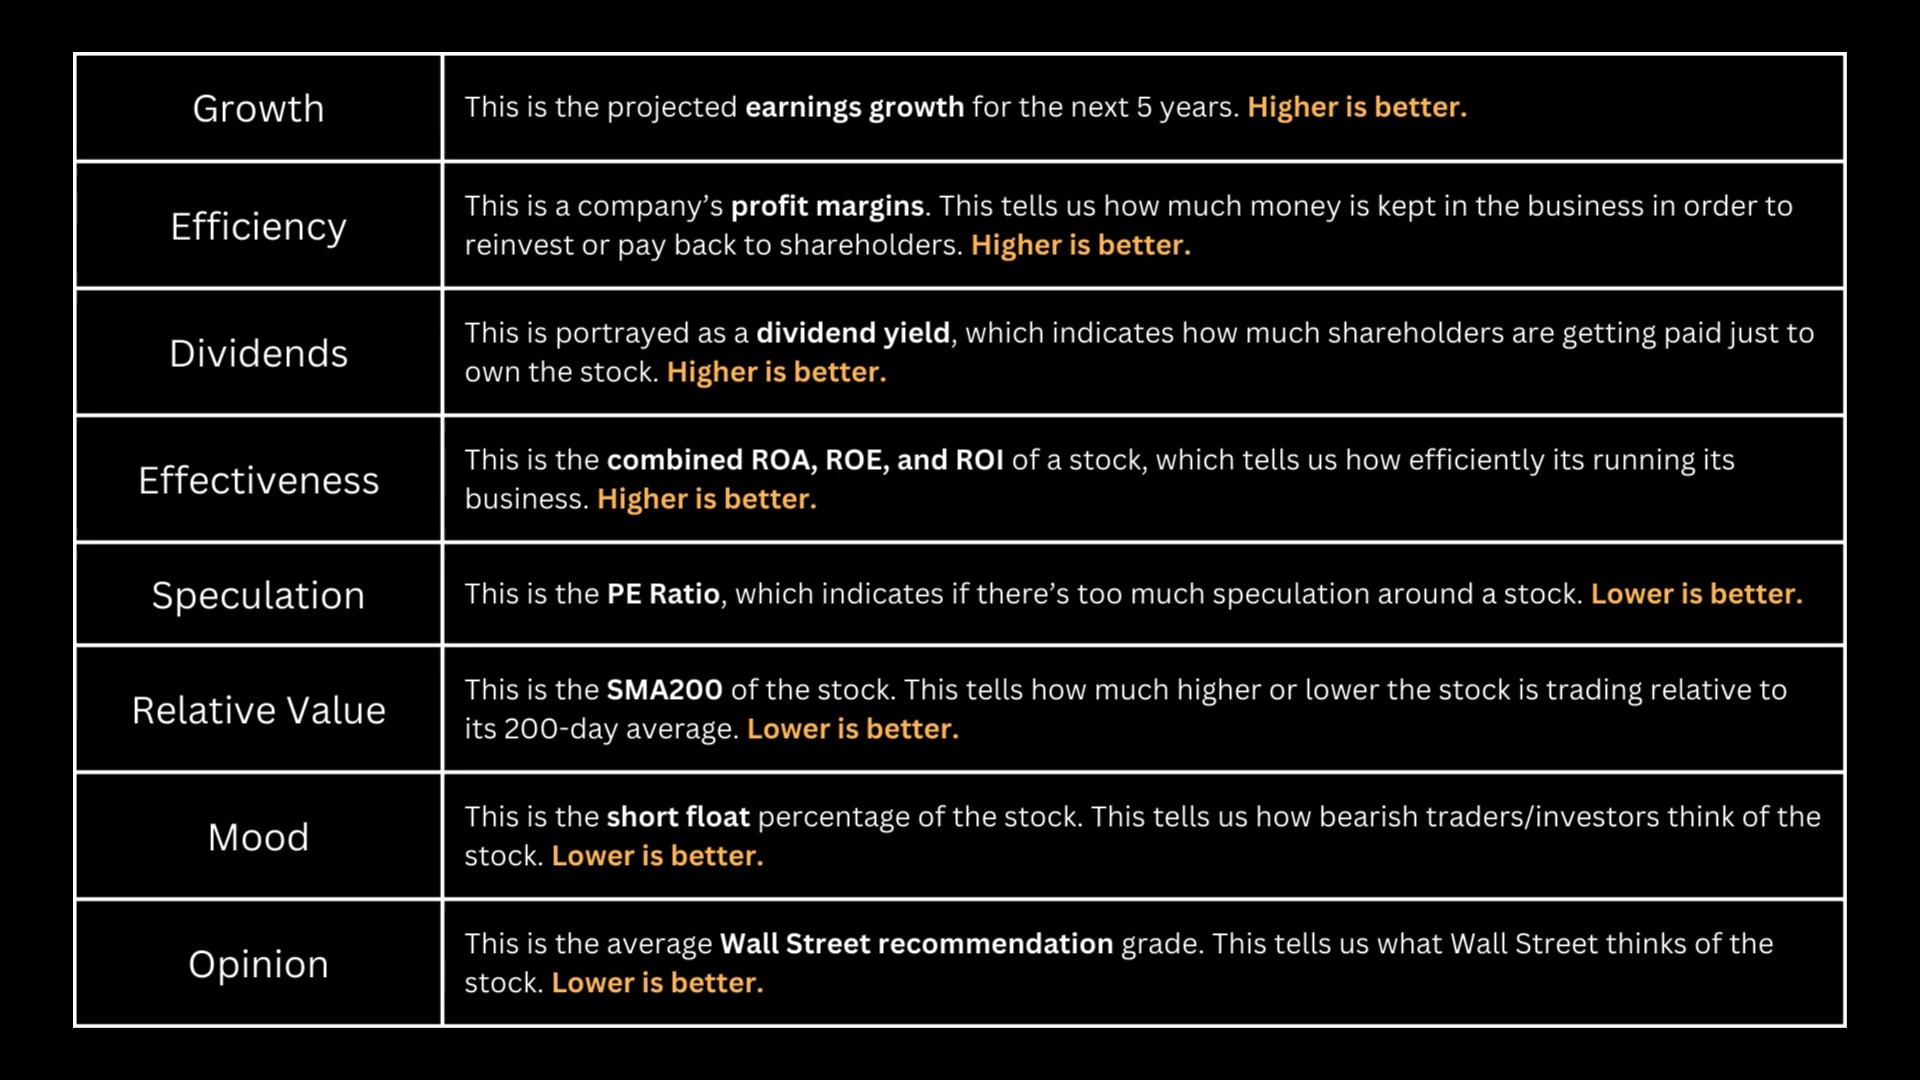 Growth
This is the projected earnings growth for the next 5 years. Higher is better.
Efficiency
This is a company’s profit margins. This tells us how much money is kept in the business in order to
reinvest or pay back to shareholders. Higher is better.
Dividends
This is portrayed as a dividend yield, which indicates how much shareholders are getting paid just to
own the stock. Higher is better.
Effectiveness
This is the combined ROA, ROE, and ROI of a stock, which tells us how efficiently its running its
business. Higher is better.
Speculation
This is the PE Ratio, which indicates if there’s too much speculation around a stock. Lower is better.
Relative Value
This is the SMA200 of the stock. This tells how much higher or lower the stock is trading relative to
its 200-day average. Lower is better.
Mood
This is the short float percentage of the stock. This tells us how bearish traders/investors think of the
stock. Lower is better.
Opinion
This is the average Wall Street recommendation grade. This tells us what Wall Street thinks of the
stock. Lower is better.